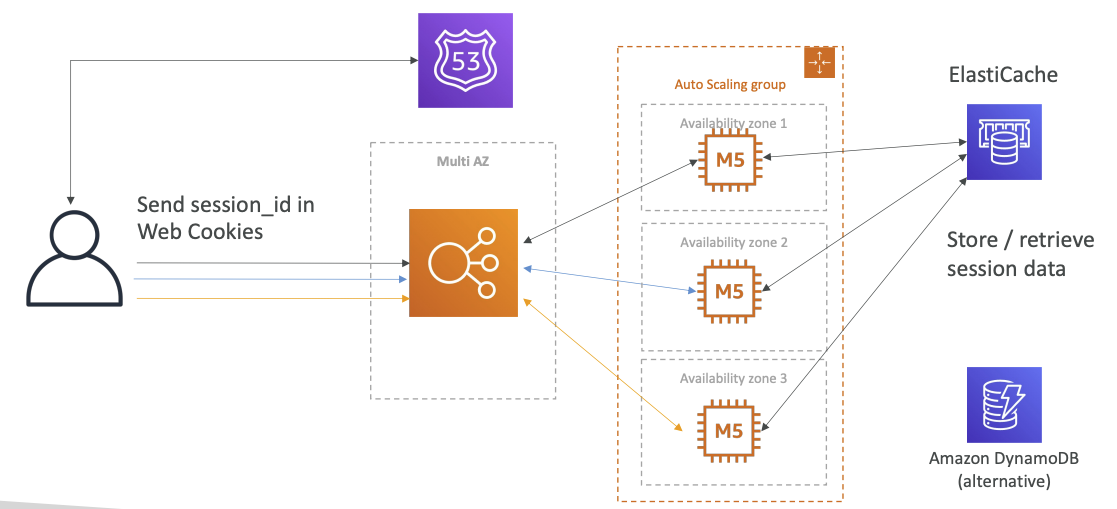 53
Auto Scaling group
ElastiCache
Availability zone 1
M5
Multi AZ
Send session_id in
Web Cookies
Availability zone 2
M5
Store / retrieve
session data
Availability zone 3
M5
Amazon DynamoDB
(alternative)